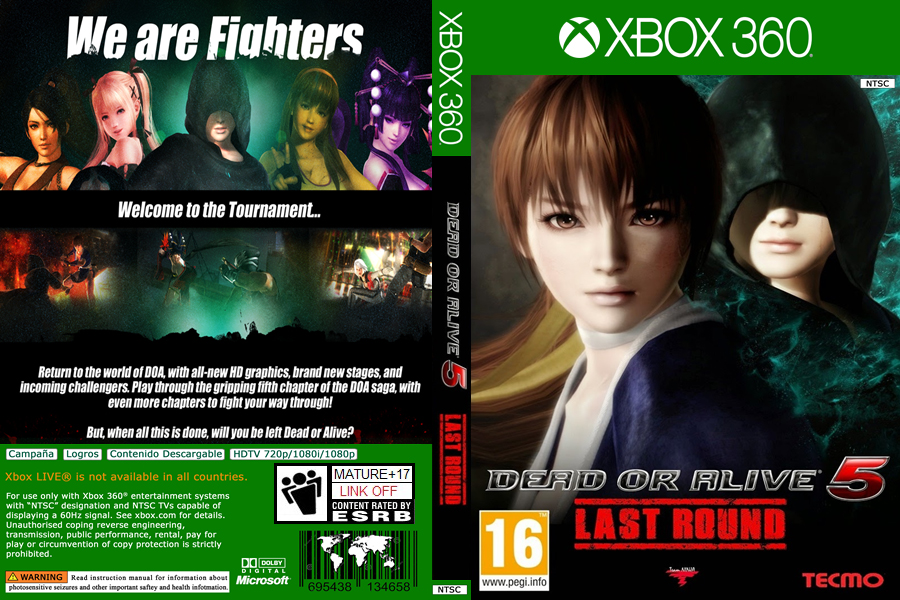 We are Fighters
Welcome to the Tournament...
Return to the world of DOA, with all-new HD graphics, brand new stages, and
incoming challengers. Play through the gripping fifth chapter of the DOA saga, with
even more chapters to fight your way through!
But, when all this is done, will you be left Dead or Alive?
Campaña Logros Contenido Descargable HDTV 720p/1080i/1080p
Xbox LIVE® is not available in all countries.
For use only with Xbox 360® entertainment systems
with "NTSC" designation and NTSC TVs capable of
displaying a 60Hz signal. See xbox.com for details.
Unauthorised coping reverse engineering,
transmission, public performance, rental, pay for
play or circumvention of copy protection is strictly
prohibited.
WARNING Read instruction manual for information about
photosensitive seizures and other important saftey and health infotmation.
MATURE+17
LINK OFF
CONTENT RATED BY
ESRB
DOLBY
DIGITAL
Microsoft®
695438 134658
XBOX 360
DEAD OR ALIVE 5
LAST ROUND
NTSC
XBOX 360®
NTSC
DEAD OR ALIVE® 5
LAST ROUND
16™
www.pegi.info
Team NINJA
TECMO